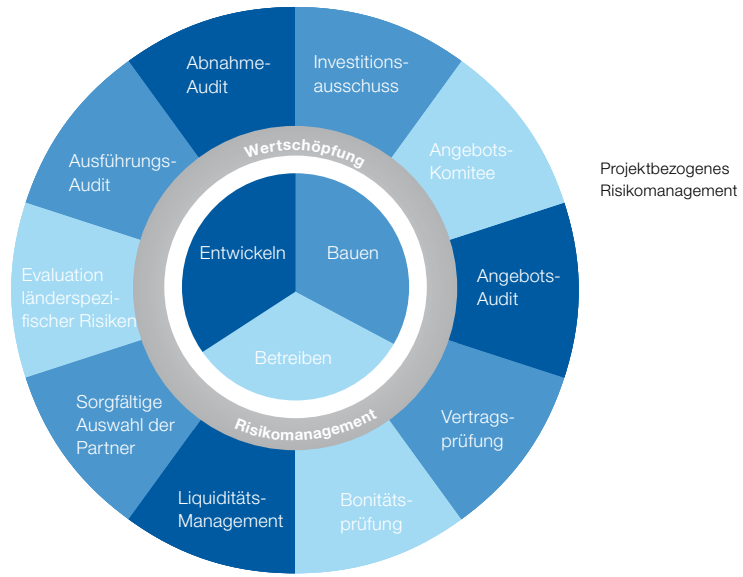 Abnahme-
Audit
Investitions-
ausschuss
Angebots-
Komitee
Angebots-
Audit
Vertrags-
prüfung
Bonitäts-
prüfung
Liquiditäts-
Management
Sorgfältige
Auswahl der
Partner
Evaluation
länderspezi-
fischer Risiken
Ausführungs-
Audit
Wertschöpfung
Entwickeln
Bauen
Betreiben
Risikomanagement
Projektbezogenes
Risikomanagement